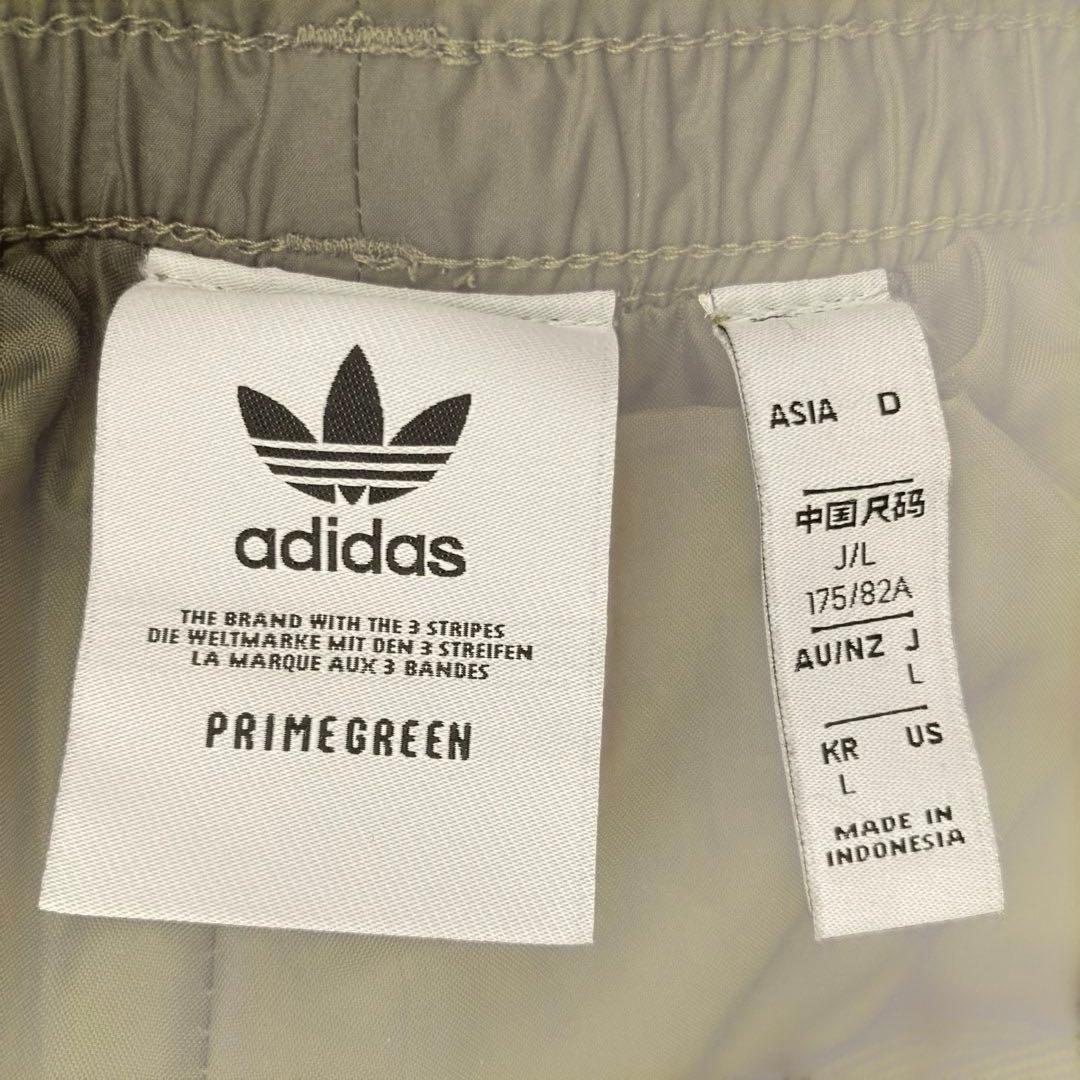 adidas
THE BRAND WITH THE 3 STRIPES
DIE WELTMARKE MIT DEN 3 STREIFEN
LA MARQUE AUX 3 BANDES
PRIMEGREEN
ASIA D
中国尺码
J/L
175/82A
AU/NZ J
L
KR US
L
MADE IN
INDONESIA